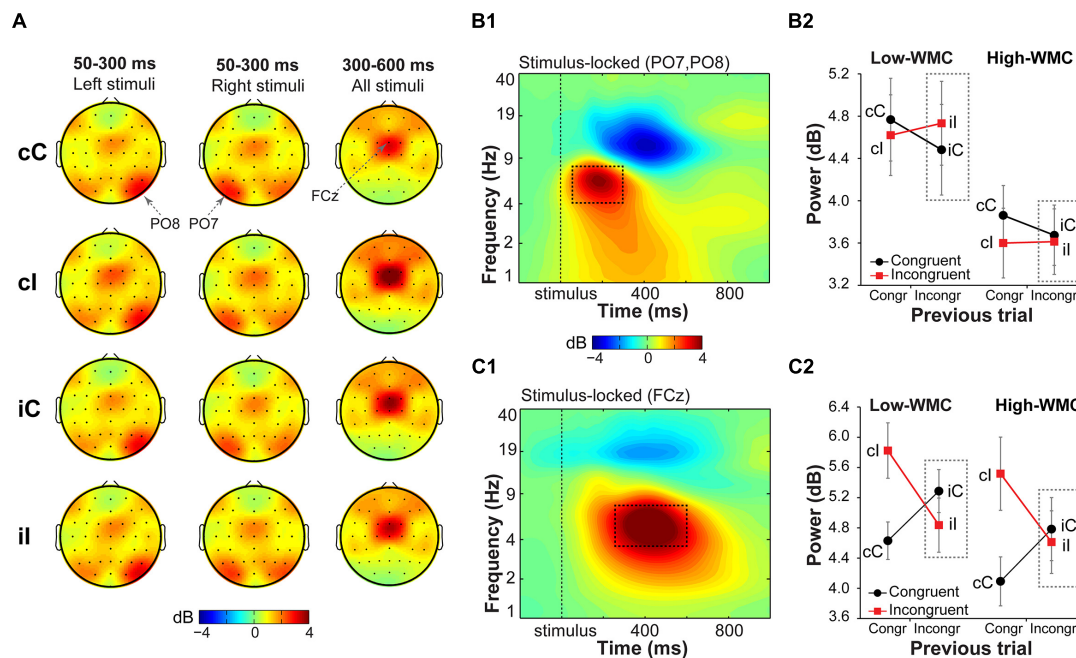 A
50-300 ms
Left stimuli
50-300 ms
Right stimuli
300-600 ms
All stimuli
cC
FCz
PO8
PO7
cI
iC
iI
dB
−4
0
4
B1
Stimulus-locked (PO7,PO8)
40
19
9
4
2
1
Frequency (Hz)
stimulus
400
800
Time (ms)
dB
−4
0
4
B2
Low-WMC
High-WMC
5.2
4.8
4.4
4.0
3.6
3.2
Power (dB)
cC
cI
iI
iC
cC
cI
iC
iI
Congruent
Incongruent
Congr
Incongr
Congr
Incongr
Previous trial
C1
Stimulus-locked (FCz)
40
19
9
4
2
1
Frequency (Hz)
stimulus
400
800
Time (ms)
C2
Low-WMC
High-WMC
6.4
6.0
5.6
5.2
4.8
4.4
4.0
3.6
Power (dB)
cI
cC
iC
iI
cI
cC
iC
iI
Congruent
Incongruent
Congr
Incongr
Congr
Incongr
Previous trial